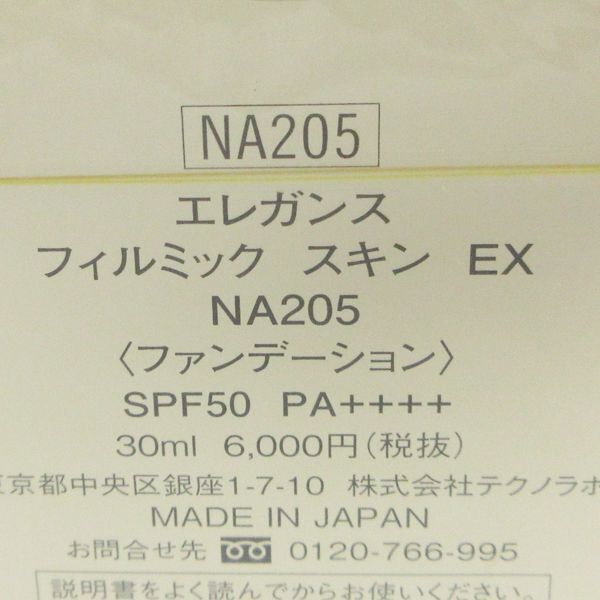 NA205
エレガンス
フィルミック スキン EX
NA205
〈ファンデーション〉
SPF50 PA++++
30ml 6,000円(税抜)
京都中央区銀座1-7-10 株式会社テクノラボ
MADE IN JAPAN
お問合せ先 0120-766-995
説明書をよく読んでからお使いください。